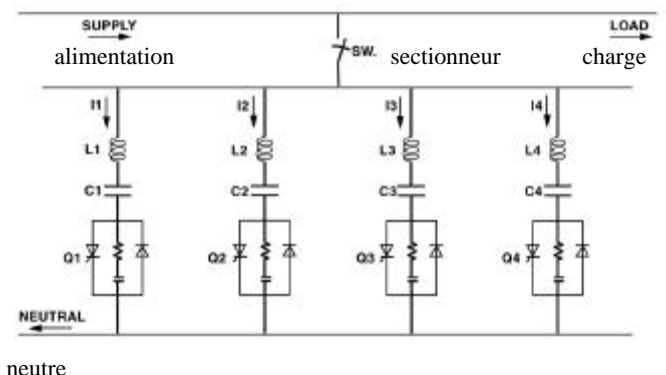 SUPPLY
LOAD
SW.
alimentation
sectionneur
charge
I1
I2
I3
I4
L1
L2
L3
L4
C1
C2
C3
C4
Q1
Q2
Q3
Q4
NEUTRAL
neutre